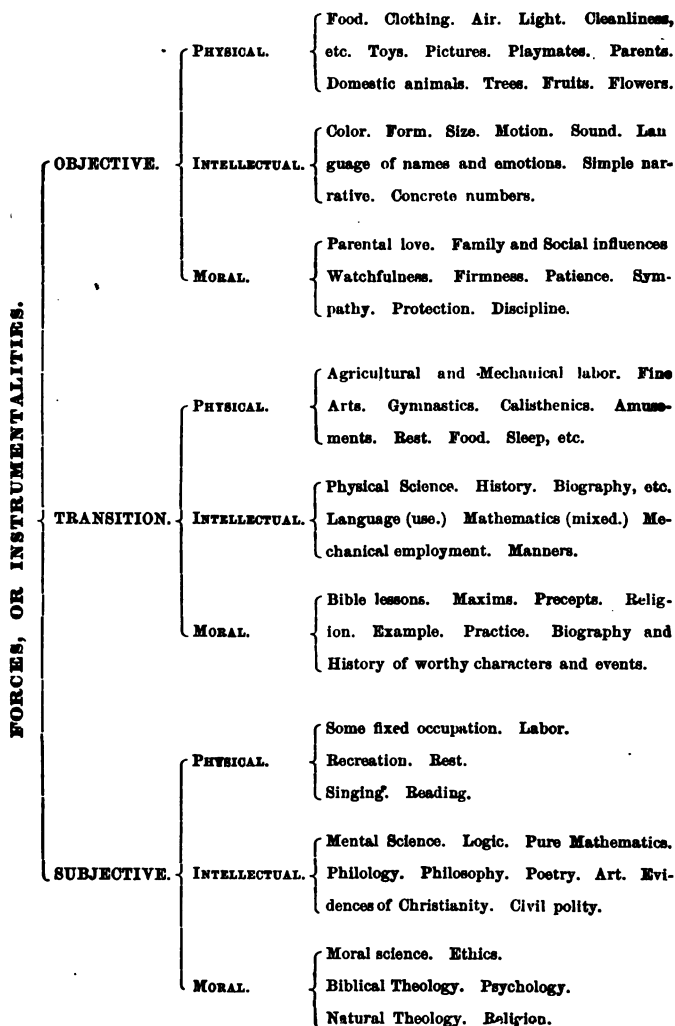 FORCES, OR INSTRUMENTALITIES.
OBJECTIVE.
PHYSICAL.
Food. Clothing. Air. Light. Cleanliness,
etc. Toys. Pictures. Playmates. Parents.
Domestic animals. Trees. Fruits. Flowers.
INTELLECTUAL.
Color. Form. Size. Motion. Sound. Lan
guage of names and emotions. Simple nar-
rative. Concrete numbers.
MORAL.
Parental love. Family and Social influences
Watchfulness. Firmness. Patience. Sym-
pathy. Protection. Discipline.
TRANSITION.
PHYSICAL.
Agricultural and Mechanical labor. Fine
Arts. Gymnastics. Calisthenics. Amuse-
ments. Rest. Food. Sleep, etc.
INTELLECTUAL.
Physical Science. History. Biography, etc.
Language (use.) Mathematics (mixed.) Me-
chanical employment. Manners.
MORAL.
Bible lessons. Maxims. Precepts. Relig-
ion. Example. Practice. Biography and
History of worthy characters and events.
SUBJECTIVE.
PHYSICAL.
Some fixed occupation. Labor.
Recreation. Rest.
Singing. Reading.
INTELLECTUAL.
Mental Science. Logic. Pure Mathematics.
Philology. Philosophy. Poetry. Art. Evi-
dences of Christianity. Civil polity.
MORAL.
Moral science. Ethics.
Biblical Theology. Psychology.
Natural Theology. Religion.